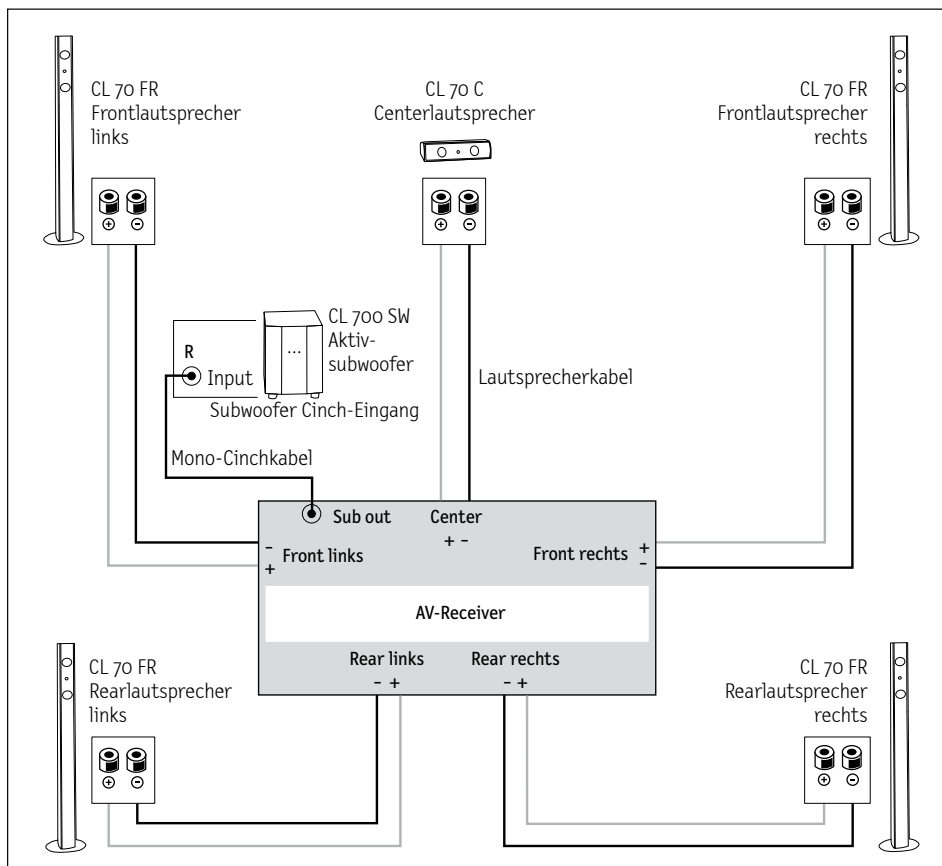 CL 70 FR
Frontlautsprecher
links
CL 70 C
Centerlautsprecher
CL 70 FR
Frontlautsprecher
rechts
+ -
+ -
+ -
CL 700 SW
Aktiv-
subwoofer
R
Input
Subwoofer Cinch-Eingang
Lautsprecherkabel
Mono-Cinchkabel
Sub out
Center
+ -
-
+
Front links
Front rechts
+
-
AV-Receiver
Rear links
- +
Rear rechts
- +
CL 70 FR
Rearlautsprecher
links
CL 70 FR
Rearlautsprecher
rechts
+ -
+ -